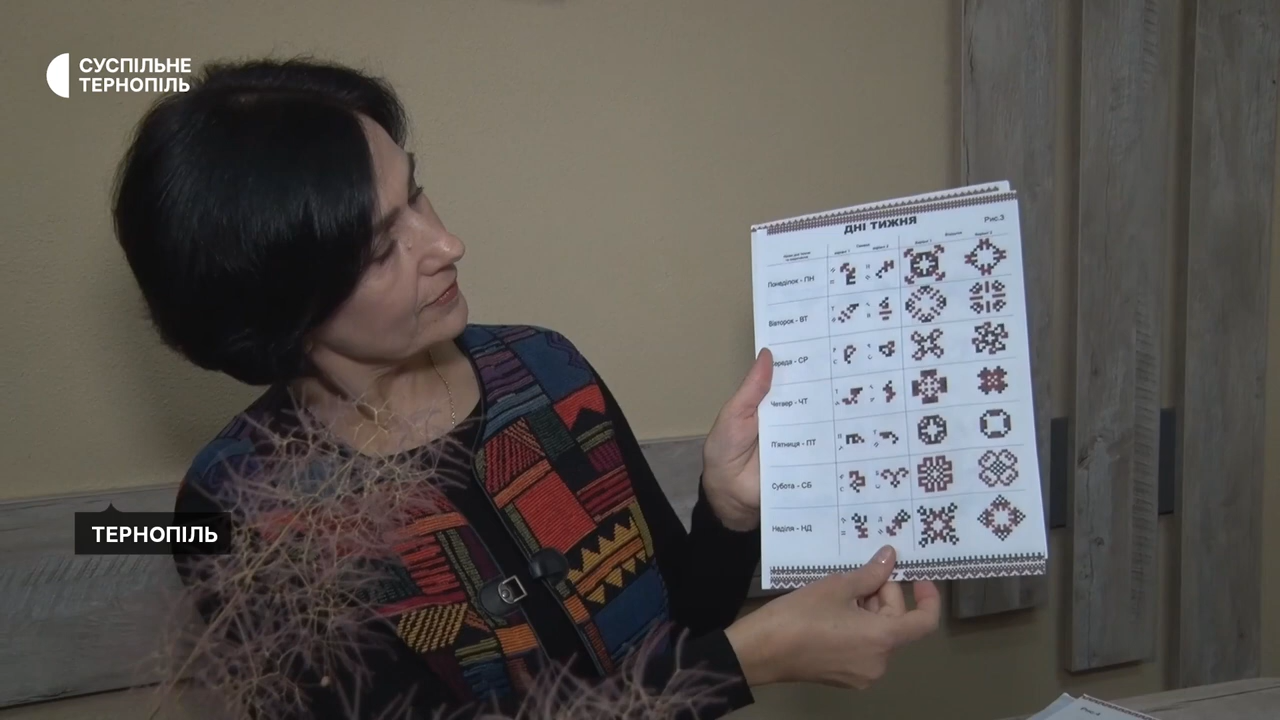 СУСПІЛЬНЕ
ТЕРНОПІЛЬ
ДНІ ТИЖНЯ
Рис.3
Понеділок - ПН
Вівторок - ВТ
ереда - СР
Четвер - ЧТ
П'ятниця - ПТ
Субота - СБ
Неділя - НД
ТЕРНОПІЛЬ